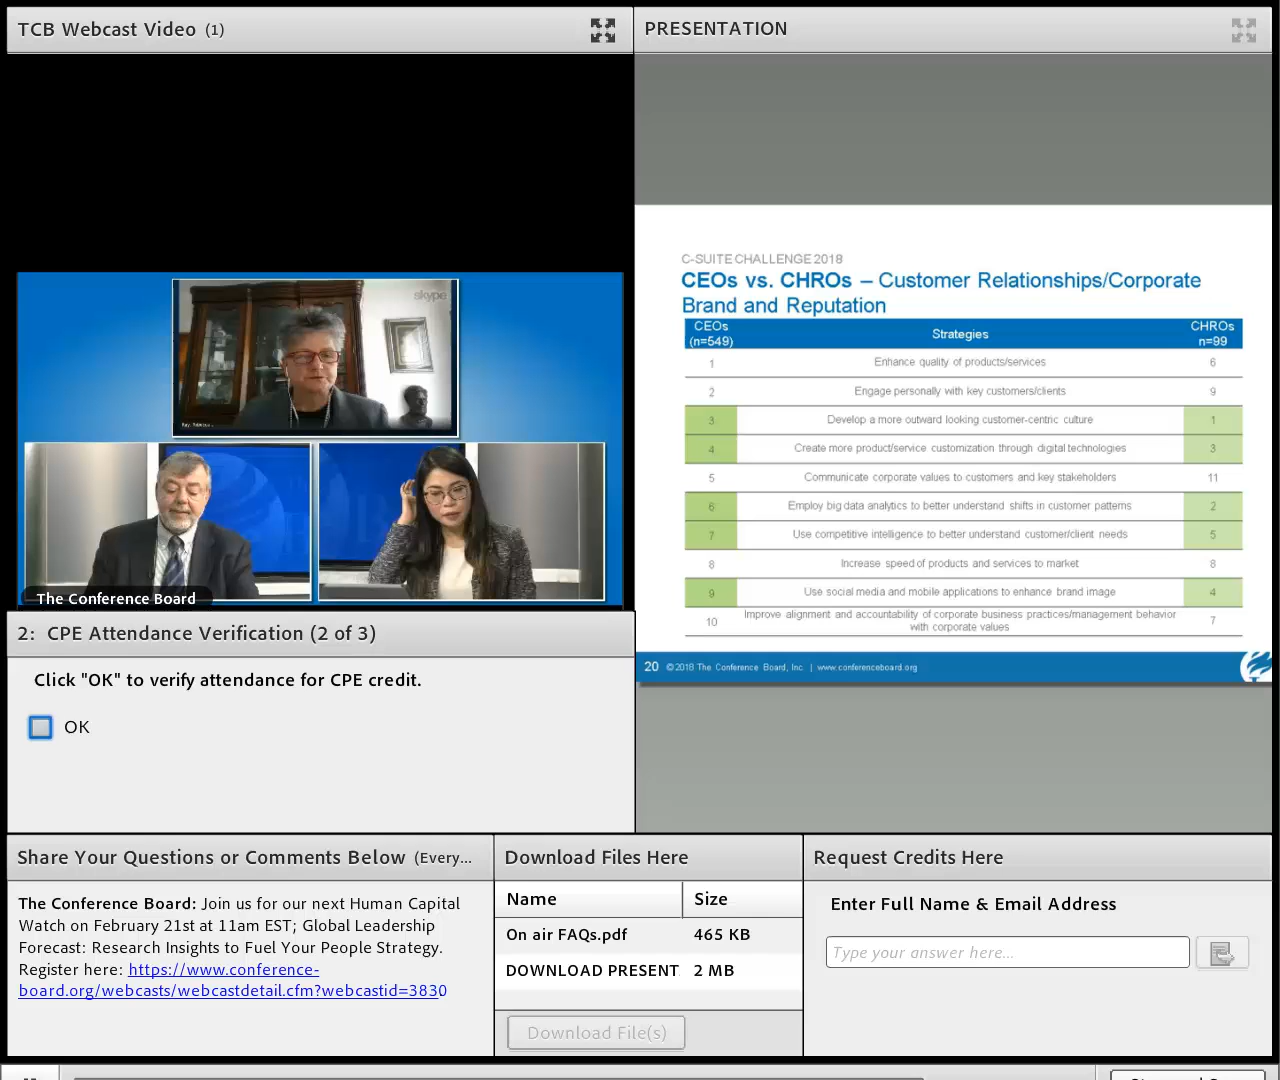 TCB Webcast Video (1)
PRESENTATION
skype
The Conference Board
C-SUITE CHALLENGE 2018
CEOs vs. CHROs – Customer Relationships/Corporate
Brand and Reputation
CEOs
(n=549)
Strategies
CHROs
n=99
1 Enhance quality of products/services 6
2 Engage personally with key customers/clients 9
3 Develop a more outward looking customer-centric culture 1
4 Create more product/service customization through digital technologies 3
5 Communicate corporate values to customers and key stakeholders 11
6 Employ big data analytics to better understand shifts in customer patterns 2
7 Use competitive intelligence to better understand customer/client needs 5
8 Increase speed of products and services to market 8
9 Use social media and mobile applications to enhance brand image 4
10 Improve alignment and accountability of corporate business practices/management behavior
with corporate values 7
20 ©2018 The Conference Board, Inc. | www.conferenceboard.org
2: CPE Attendance Verification (2 of 3)
Click "OK" to verify attendance for CPE credit.
OK
Share Your Questions or Comments Below (Every...
The Conference Board: Join us for our next Human Capital
Watch on February 21st at 11am EST; Global Leadership
Forecast: Research Insights to Fuel Your People Strategy.
Register here: https://www.conference-
board.org/webcasts/webcastdetail.cfm?webcastid=3830
Download Files Here
Name Size
On air FAQs.pdf 465 KB
DOWNLOAD PRESENT 2 MB
Download File(s)
Request Credits Here
Enter Full Name & Email Address
Type your answer here...